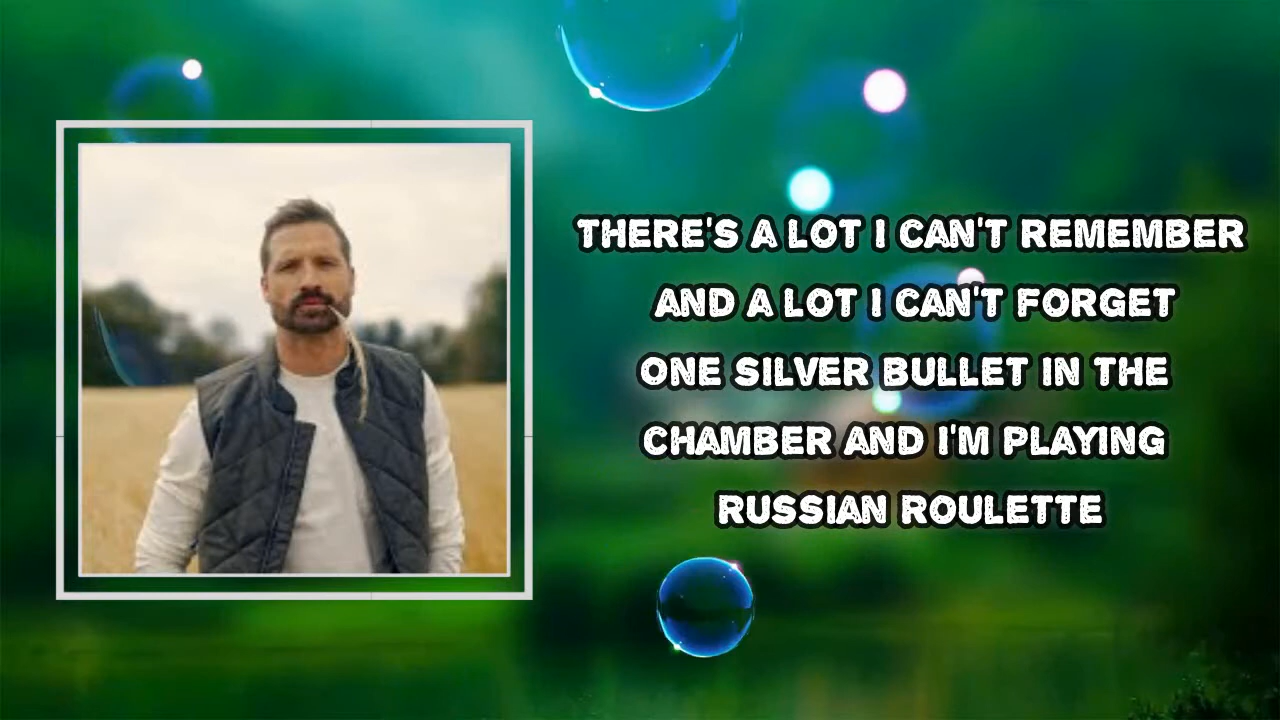 THERE'S A LOT I CAN'T REMEMBER
AND A LOT I CAN'T FORGET
ONE SILVER BULLET IN THE
CHAMBER AND I'M PLAYING
RUSSIAN ROULETTE